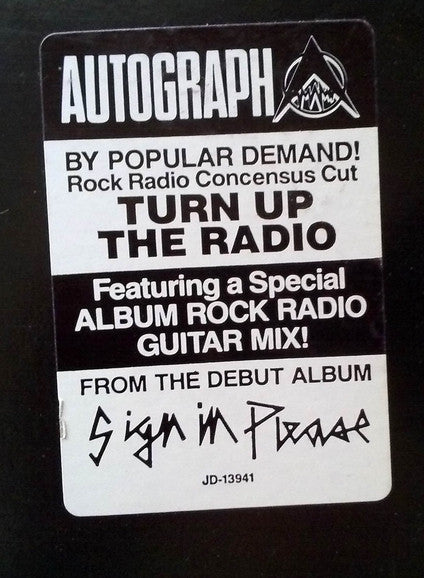 AUTOGRAPH
BY POPULAR DEMAND!
Rock Radio Concensus Cut
TURN UP
THE RADIO
Featuring a Special
ALBUM ROCK RADIO
GUITAR MIX!
FROM THE DEBUT ALBUM
Sign in Please
JD-13941